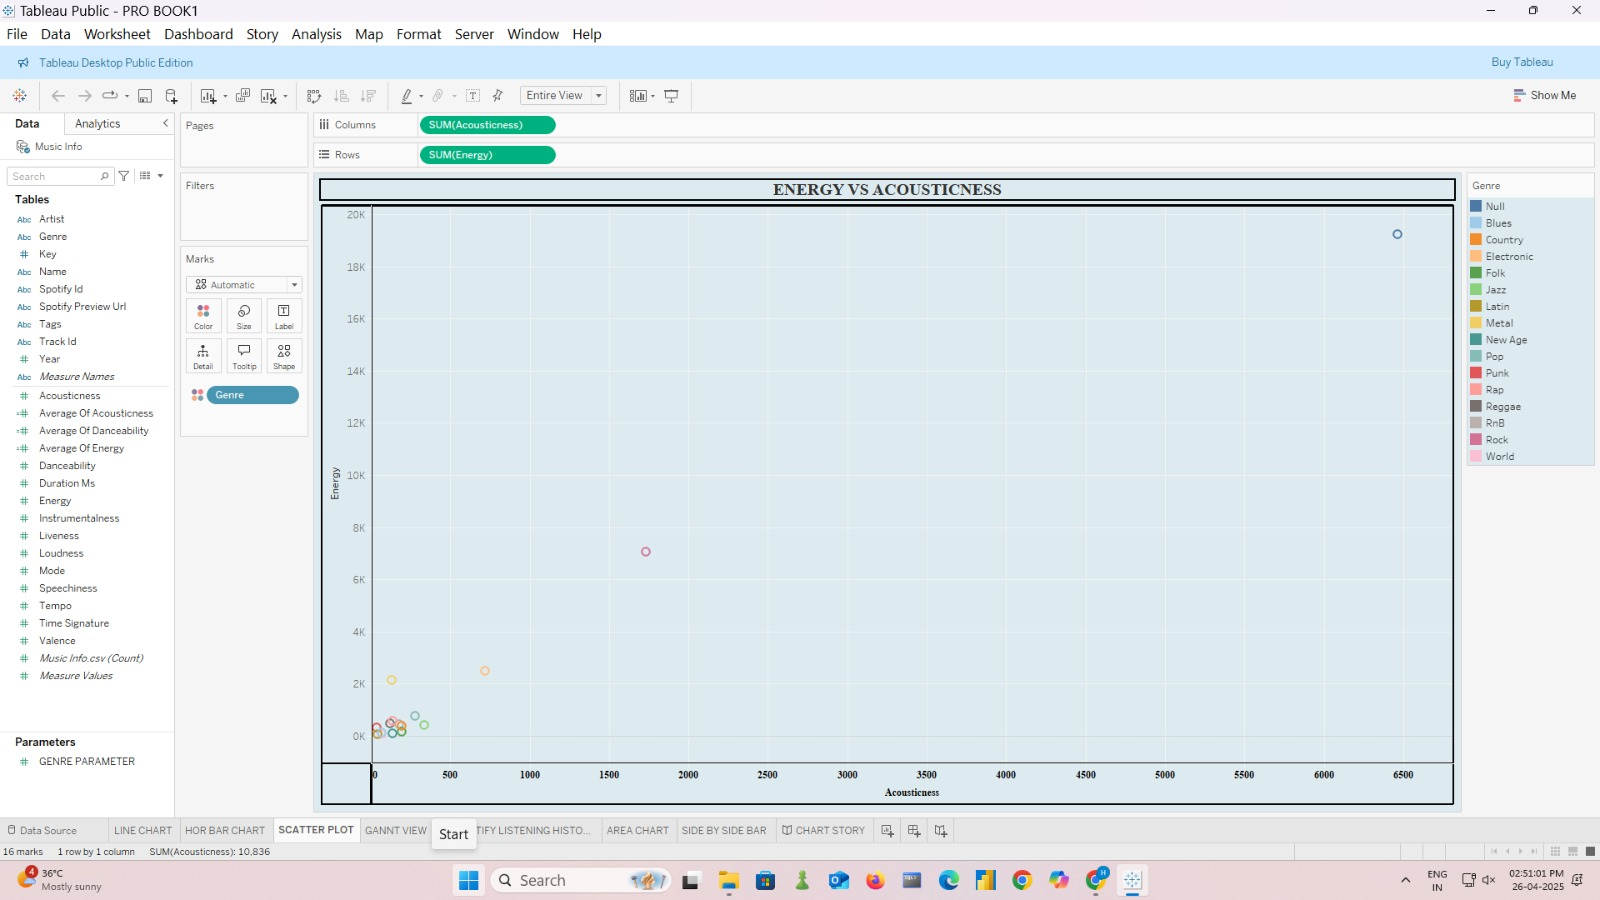 Tableau Public - PRO BOOK1
File Data Worksheet Dashboard Story Analysis Map Format Server Window Help
Tableau Desktop Public Edition Buy Tableau
Entire View Show Me
Data Analytics
Music Info
Search
Tables
Abc Artist
Abc Genre
# Key
Abc Name
Abc Spotify Id
Abc Spotify Preview Url
Abc Tags
Abc Track Id
# Year
Abc Measure Names
# Acousticness
=# Average Of Acousticness
=# Average Of Danceability
=# Average Of Energy
# Danceability
# Duration Ms
# Energy
# Instrumentalness
# Liveness
# Loudness
# Mode
# Speechiness
# Tempo
# Time Signature
# Valence
# Music Info.csv (Count)
# Measure Values
Parameters
# GENRE PARAMETER
Pages
Filters
Marks
Automatic
Color Size Label
Detail Tooltip Shape
Genre
Columns SUM(Acousticness)
Rows SUM(Energy)
ENERGY VS ACOUSTICNESS
20K
18K
16K
14K
12K
10K
8K
6K
4K
2K
0K
Energy
0 500 1000 1500 2000 2500 3000 3500 4000 4500 5000 5500 6000 6500
Acousticness
Genre
Null
Blues
Country
Electronic
Folk
Jazz
Latin
Metal
New Age
Pop
Punk
Rap
Reggae
RnB
Rock
World
Data Source LINE CHART HOR BAR CHART SCATTER PLOT GANNT VIEW TIFY LISTENING HISTO... AREA CHART SIDE BY SIDE BAR CHART STORY
Start
16 marks 1 row by 1 column SUM(Acousticness): 10,836
4
36°C
Mostly sunny
Search
H
ENG
IN
02:51:01 PM
26-04-2025